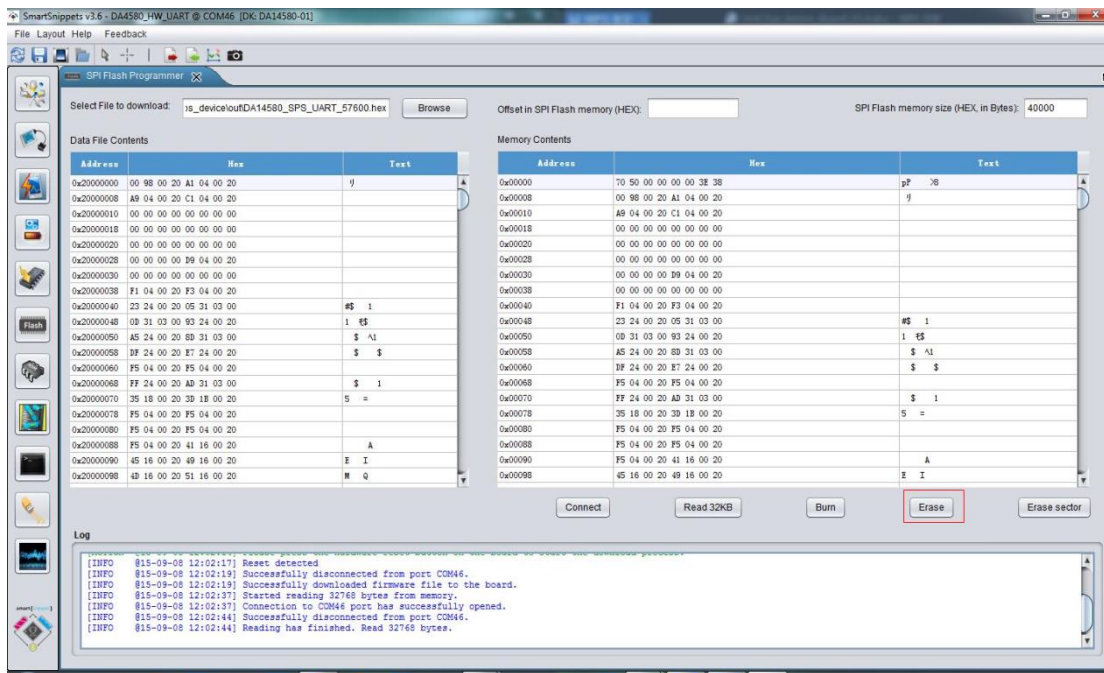 SmartSnippets v3.6 - DA4580_HW_UART @ COM46 [DK: DA14580-01]
File Layout Help Feedback
SPI Flash Programmer
Select File to download: :s_device\out\DA14580_SPS_UART_57600.hex Browse Offset in SPI Flash memory (HEX): SPI Flash memory size (HEX, in Bytes): 40000
Data File Contents Memory Contents
Address Hex Text Address Hex Text
0x20000000 00 98 00 20 A1 04 00 20 0x00000 70 50 00 00 00 00 3E 38 pP >8
0x20000008 A9 04 00 20 C1 04 00 20 0x00008 00 98 00 20 A1 04 00 20
0x20000010 00 00 00 00 00 00 00 00 0x00010 A9 04 00 20 C1 04 00 20
0x20000018 00 00 00 00 00 00 00 00 0x00018 00 00 00 00 00 00 00 00
0x20000020 00 00 00 00 00 00 00 00 0x00020 00 00 00 00 00 00 00 00
0x20000028 00 00 00 00 D9 04 00 20 0x00028 00 00 00 00 00 00 00 00
0x20000030 00 00 00 00 00 00 00 00 0x00030 00 00 00 00 D9 04 00 20
0x20000038 F1 04 00 20 F3 04 00 20 0x00038 00 00 00 00 00 00 00 00
0x20000040 23 24 00 20 05 31 03 00 #$ 1 0x00040 F1 04 00 20 F3 04 00 20
0x20000048 0D 31 03 00 93 24 00 20 1 $ 0x00048 23 24 00 20 05 31 03 00 #$ 1
0x20000050 A5 24 00 20 8D 31 03 00 $ ^1 0x00050 0D 31 03 00 93 24 00 20 1 $
0x20000058 DF 24 00 20 E7 24 00 20 $ $ 0x00058 A5 24 00 20 8D 31 03 00 $ ^1
0x20000060 F5 04 00 20 F5 04 00 20 0x00060 DF 24 00 20 E7 24 00 20 $ $
0x20000068 FF 24 00 20 AD 31 03 00 $ 1 0x00068 F5 04 00 20 F5 04 00 20
0x20000070 35 18 00 20 3D 1B 00 20 5 = 0x00070 FF 24 00 20 AD 31 03 00 $ 1
0x20000078 F5 04 00 20 F5 04 00 20 0x00078 35 18 00 20 3D 1B 00 20 5 =
0x20000080 F5 04 00 20 F5 04 00 20 0x00080 F5 04 00 20 F5 04 00 20
0x20000088 F5 04 00 20 41 16 00 20 A 0x00088 F5 04 00 20 F5 04 00 20
0x20000090 45 16 00 20 49 16 00 20 E I 0x00090 F5 04 00 20 41 16 00 20 A
0x20000098 4D 16 00 20 51 16 00 20 M Q 0x00098 45 16 00 20 49 16 00 20 E I
Connect Read 32KB Burn Erase Erase sector
Flash
Log
[INFO @15-09-08 12:02:17] Reset detected
[INFO @15-09-08 12:02:19] Successfully disconnected from port COM46.
[INFO @15-09-08 12:02:19] Successfully downloaded firmware file to the board.
[INFO @15-09-08 12:02:37] Started reading 32768 bytes from memory.
[INFO @15-09-08 12:02:37] Connection to COM46 port has successfully opened.
[INFO @15-09-08 12:02:44] Successfully disconnected from port COM46.
[INFO @15-09-08 12:02:44] Reading has finished. Read 32768 bytes.